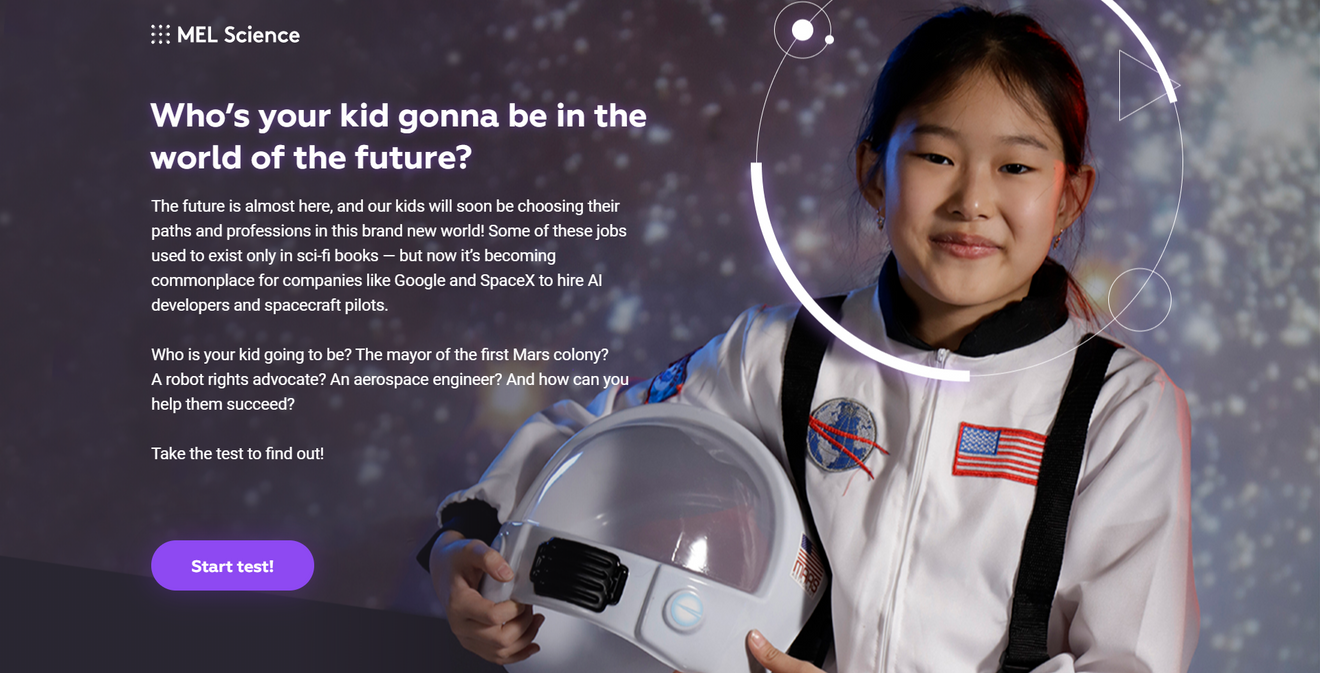 MEL Science
Who's your kid gonna be in the
world of the future?
The future is almost here, and our kids will soon be choosing their
paths and professions in this brand new world! Some of these jobs
used to exist only in sci-fi books — but now it's becoming
commonplace for companies like Google and SpaceX to hire AI
developers and spacecraft pilots.
Who is your kid going to be? The mayor of the first Mars colony?
A robot rights advocate? An aerospace engineer? And how can you
help them succeed?
Take the test to find out!
Start test!